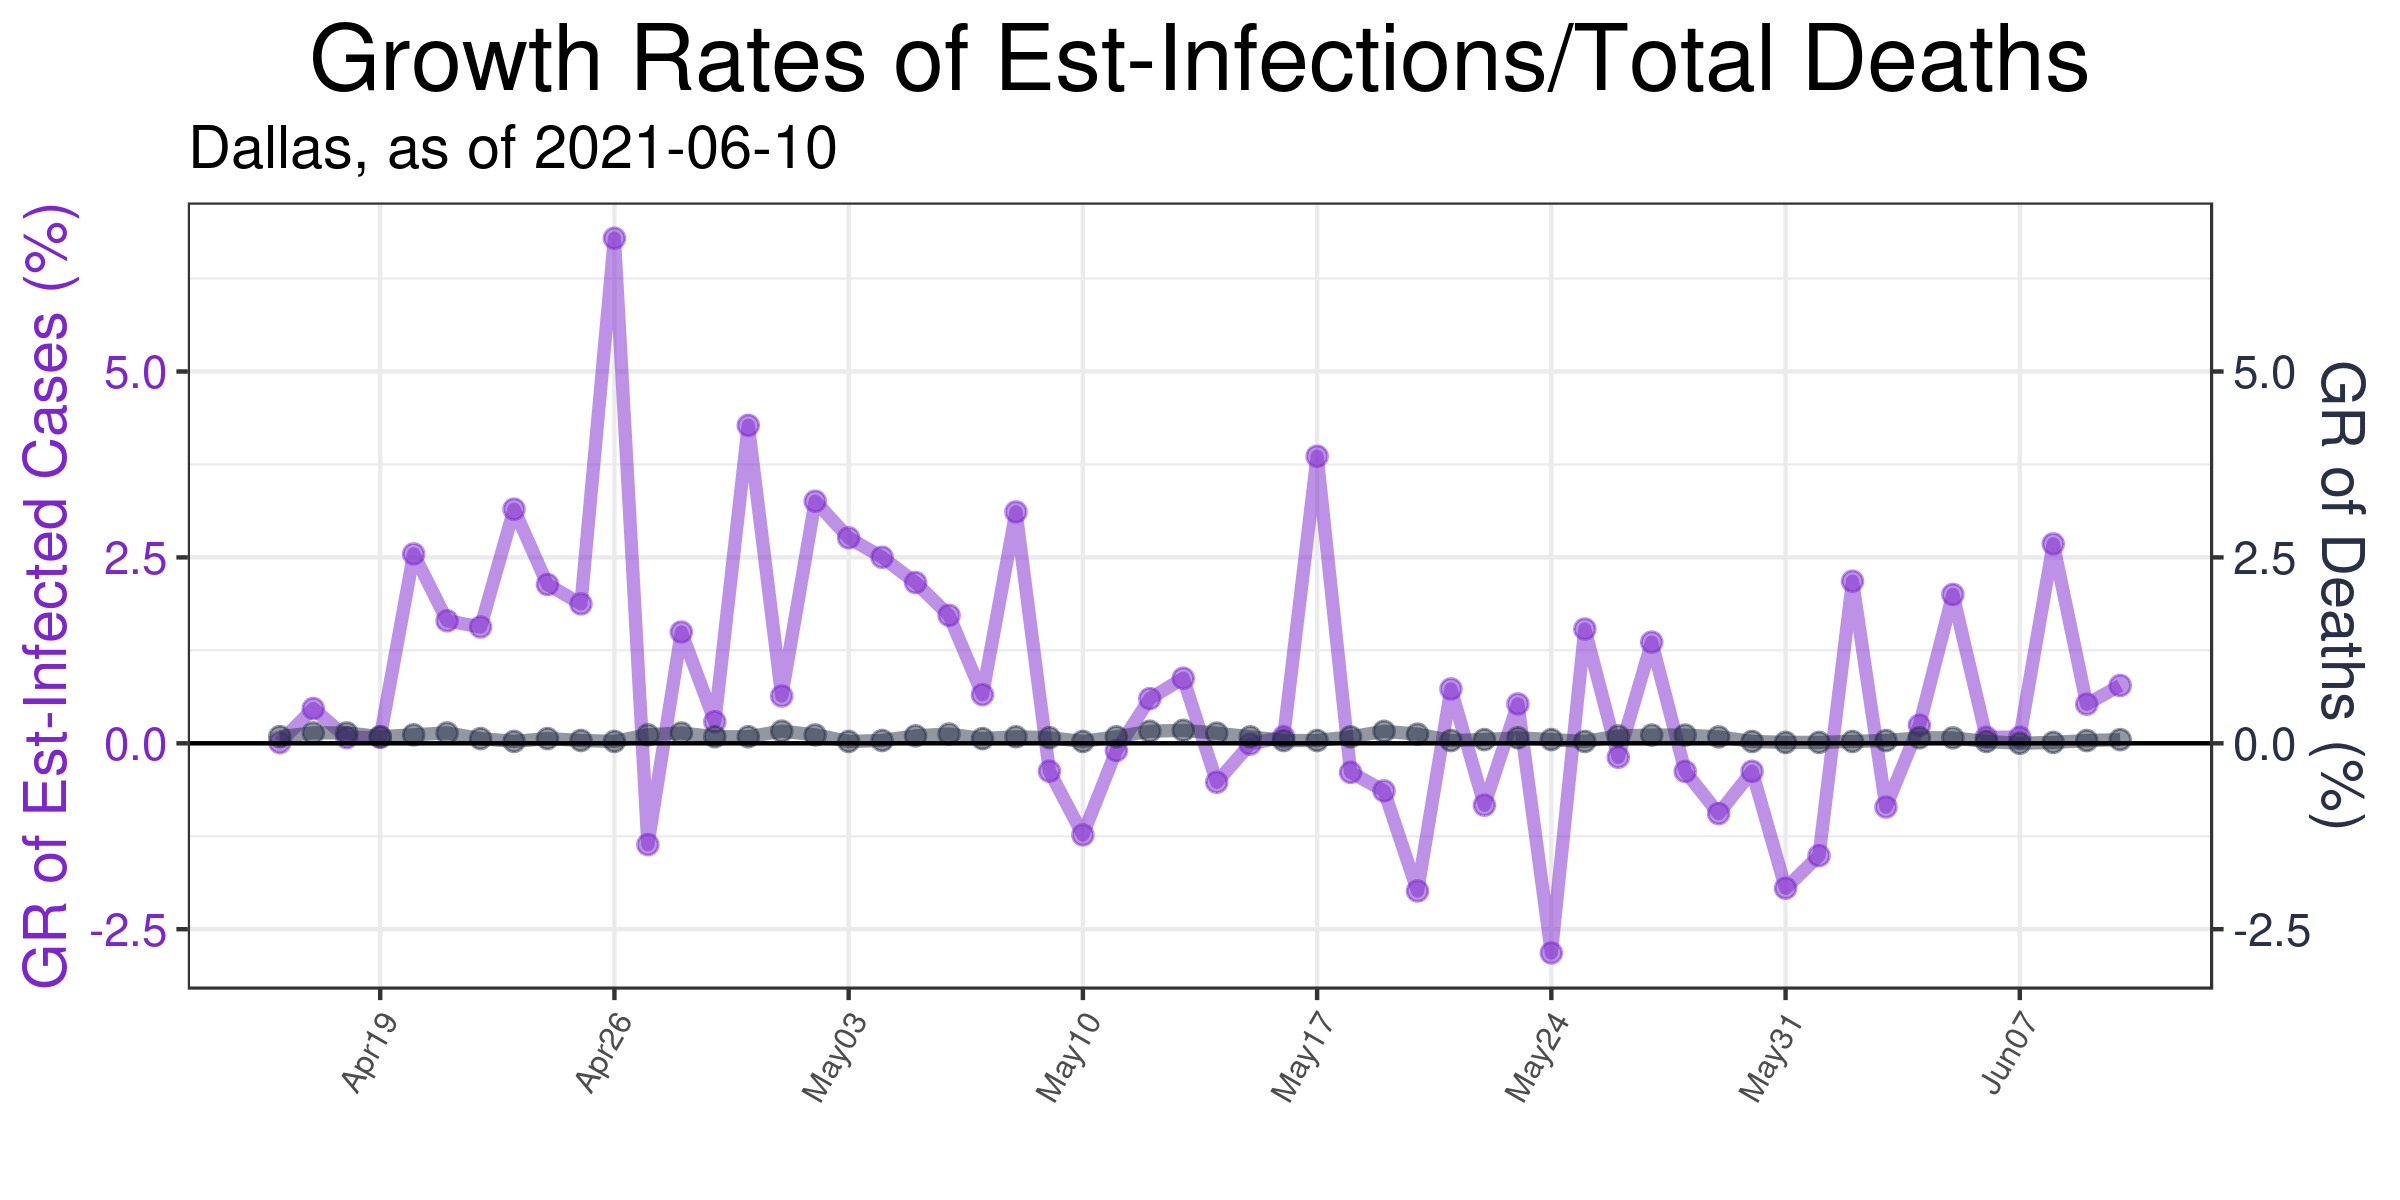 Growth Rates of Est-Infections/Total Deaths
Dallas, as of 2021-06-10
GR of Est-Infected Cases (%)
5.0
2.5
0.0
-2.5
5.0
2.5
0.0
-2.5
GR of Deaths (%)
Apr19
Apr26
May03
May10
May17
May24
May31
Jun07